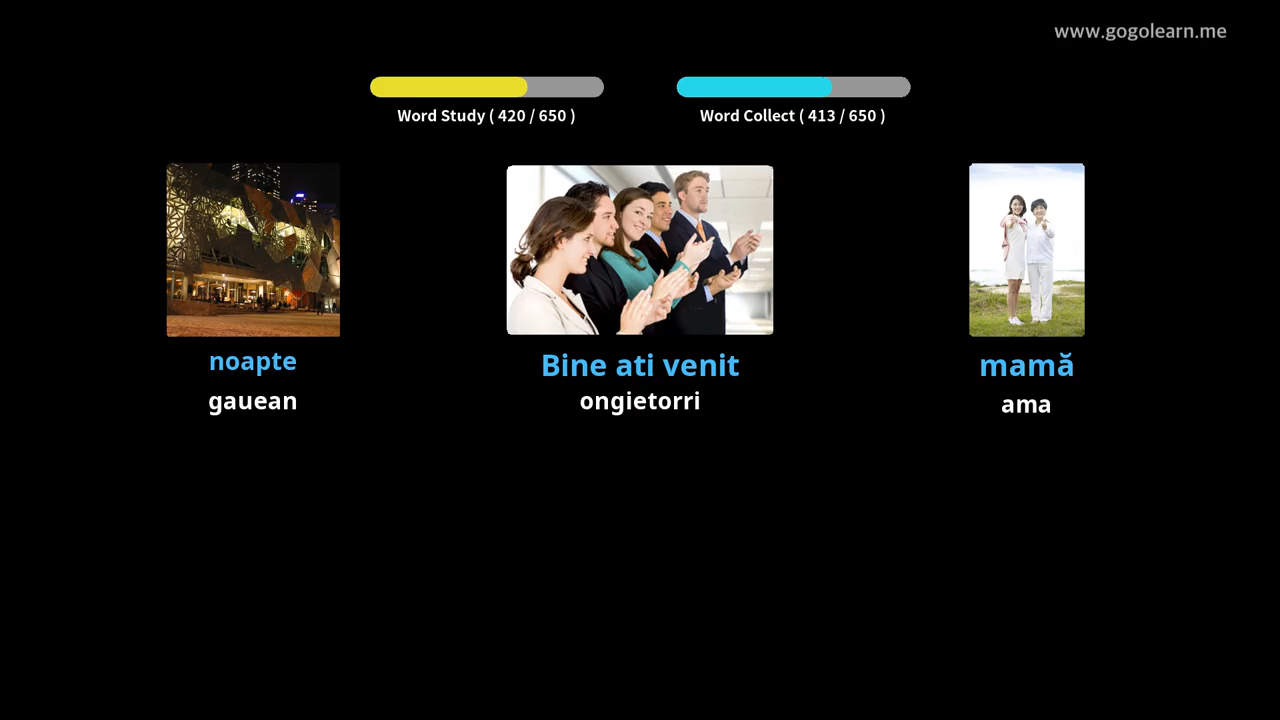 www.gogolearn.me
Word Study ( 420 / 650 )
Word Collect ( 413 / 650 )
noapte
gauean
Bine ati venit
ongietorri
mamă
ama